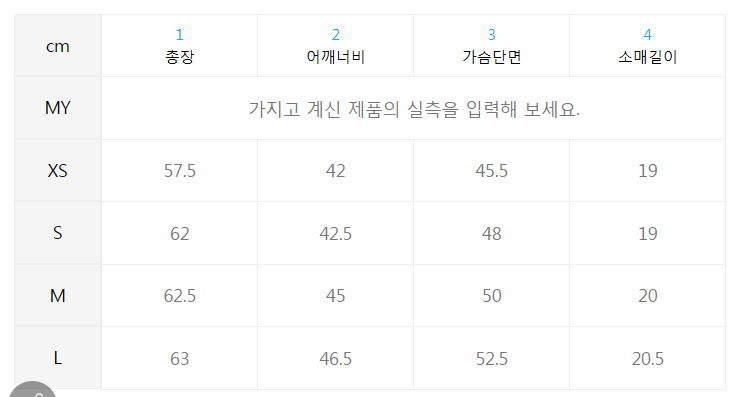 cm 1 총장 2 어깨너비 3 가슴단면 4 소매길이
MY 가지고 계신 제품의 실측을 입력해 보세요.
XS 57.5 42 45.5 19
S 62 42.5 48 19
M 62.5 45 50 20
L 63 46.5 52.5 20.5